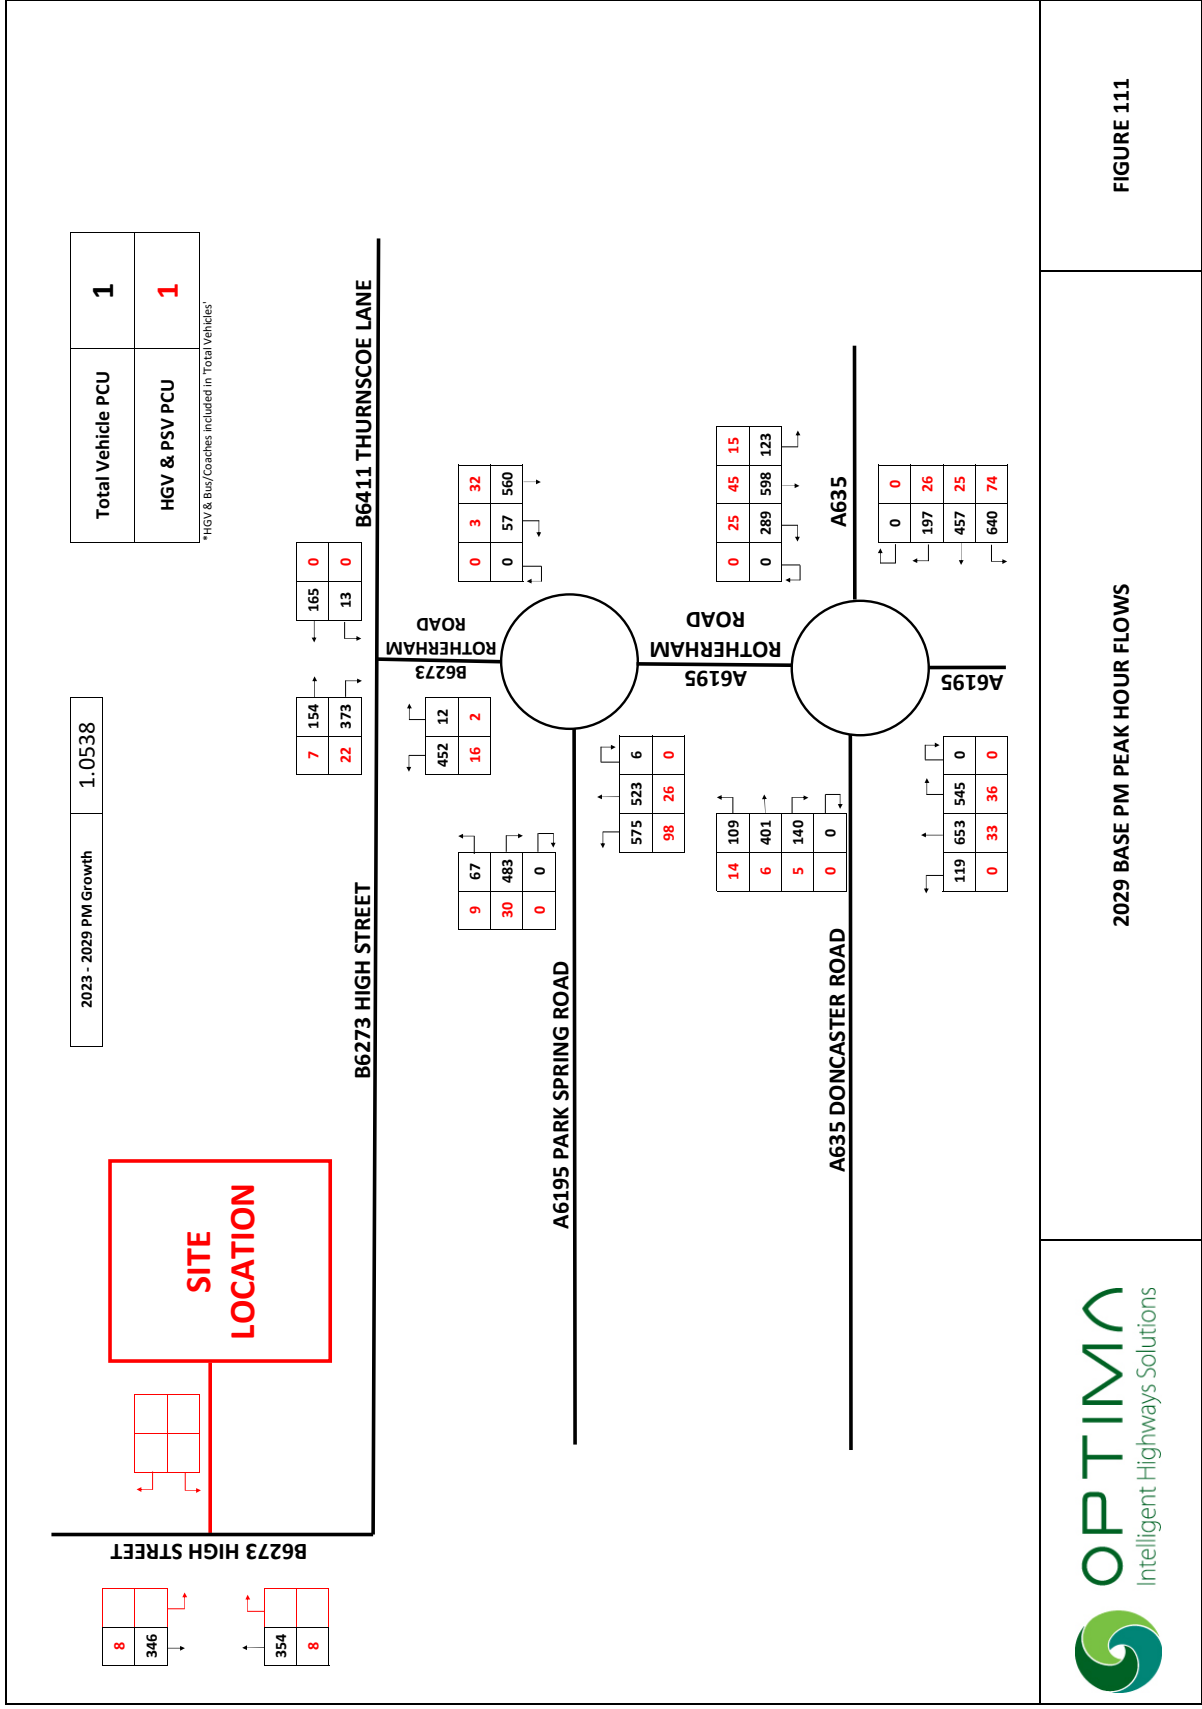 2023 - 2029 PM Growth 1.0538
Total Vehicle PCU 1
HGV & PSV PCU 1
*HGV & Bus/Coaches included in 'Total Vehicles'
SITE
LOCATION
B6273 HIGH STREET
8
346
354
8
B6273 HIGH STREET
B6411 THURNSCOE LANE
7 154
22 373
165 0
13 0
B6273
ROTHERHAM
ROAD
452 12
16 2
0 3 32
0 57 560
9 67
30 483
0 0
575 523 6
98 26 0
A6195 PARK SPRING ROAD
A6195
ROTHERHAM
ROAD
0 25 45 15
0 289 598 123
14 109
6 401
5 140
0 0
A635 DONCASTER ROAD
A635
0 0
197 26
457 25
640 74
119 653 545 0
0 33 36 0
A6195
OPTIMA
Intelligent Highways Solutions
2029 BASE PM PEAK HOUR FLOWS
FIGURE 111